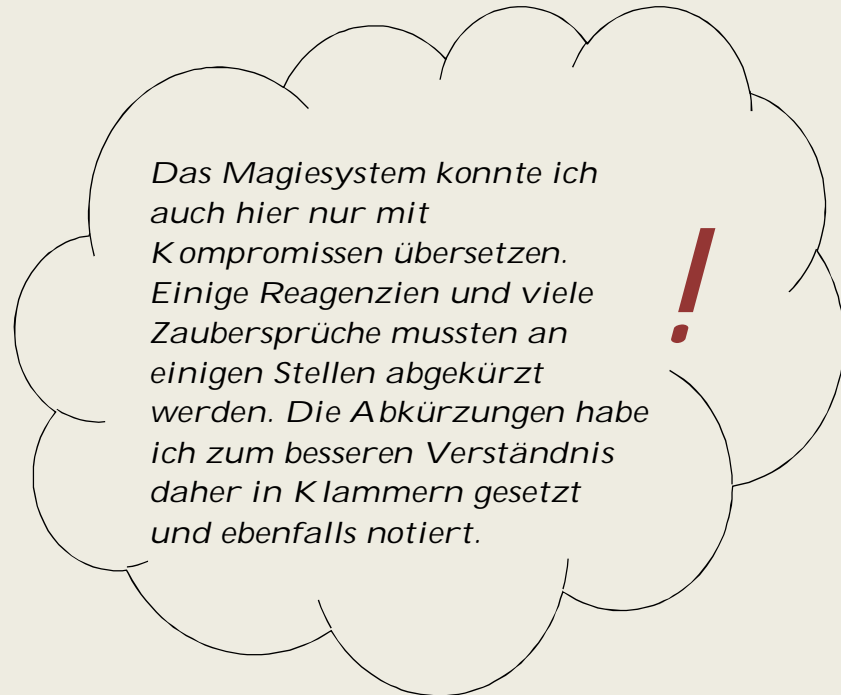 Das Magiesystem konnte ich
auch hier nur mit
Kompromissen übersetzen.
Einige Reagenzien und viele
Zaubersprüche mussten an
einigen Stellen abgekürzt
werden. Die Abkürzungen habe
ich zum besseren Verständnis
daher in Klammern gesetzt
und ebenfalls notiert.
!